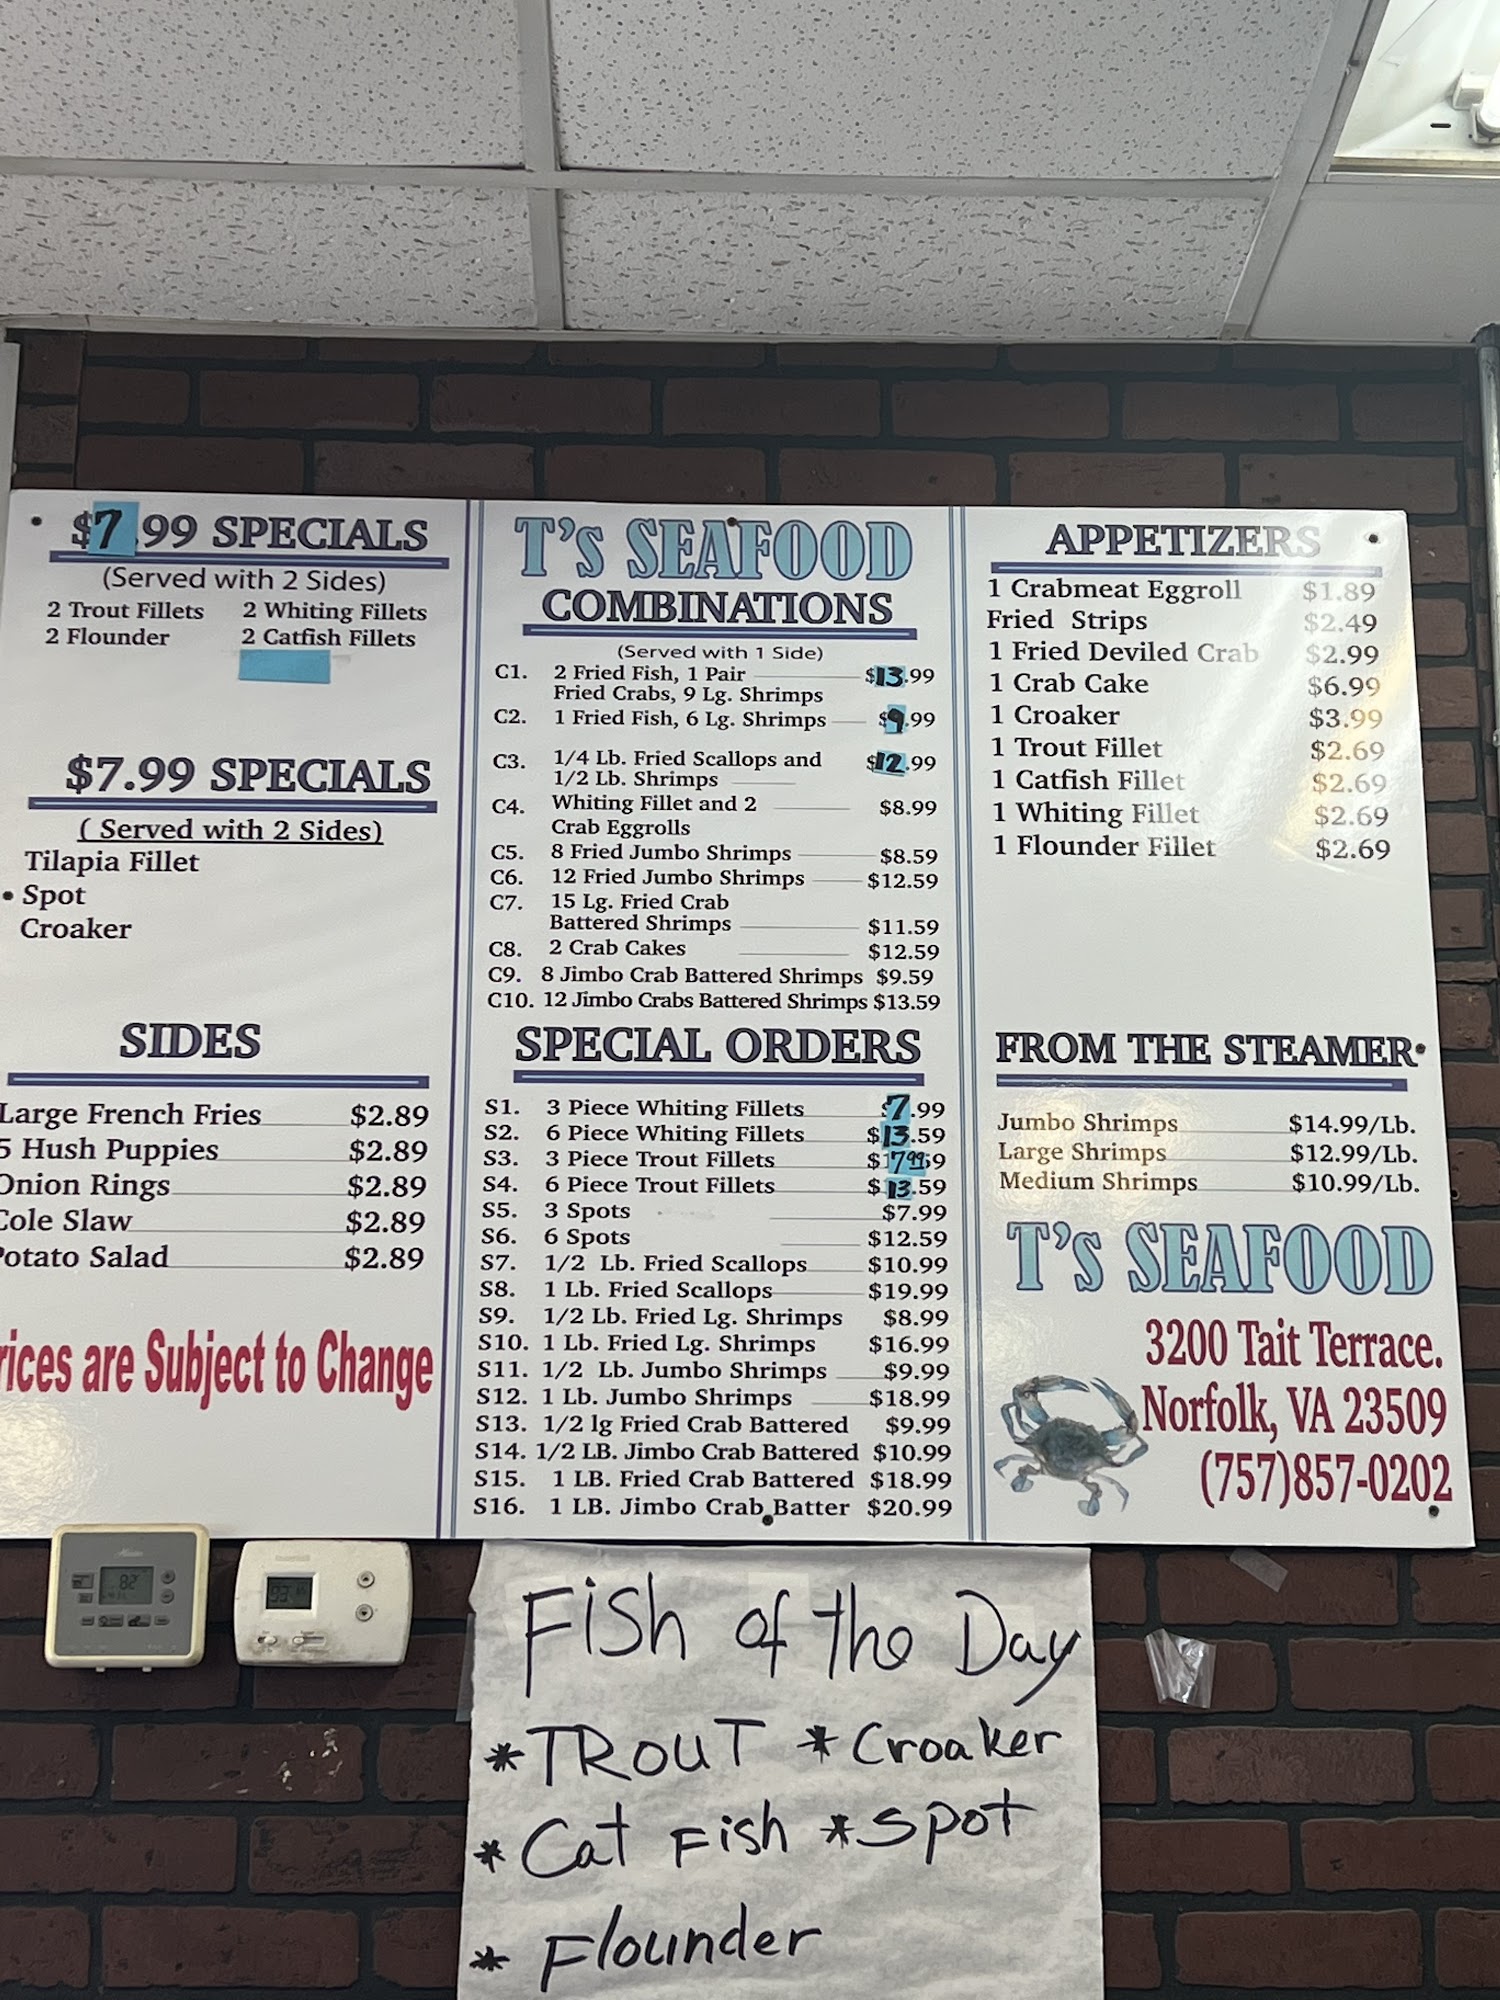 $7.99 SPECIALS
(Served with 2 Sides)
2 Trout Fillets 2 Whiting Fillets
2 Flounder 2 Catfish Fillets
$7.99 SPECIALS
( Served with 2 Sides)
Tilapia Fillet
• Spot
Croaker
SIDES
Large French Fries $2.89
5 Hush Puppies $2.89
Onion Rings $2.89
Cole Slaw $2.89
Potato Salad $2.89
rices are Subject to Change
T's SEAFOOD
COMBINATIONS
(Served with 1 Side)
C1. 2 Fried Fish, 1 Pair $13.99
Fried Crabs, 9 Lg. Shrimps
C2. 1 Fried Fish, 6 Lg. Shrimps $9.99
C3. 1/4 Lb. Fried Scallops and $12.99
1/2 Lb. Shrimps
C4. Whiting Fillet and 2 $8.99
Crab Eggrolls
C5. 8 Fried Jumbo Shrimps $8.59
C6. 12 Fried Jumbo Shrimps $12.59
C7. 15 Lg. Fried Crab
Battered Shrimps $11.59
C8. 2 Crab Cakes $12.59
C9. 8 Jimbo Crab Battered Shrimps $9.59
C10. 12 Jimbo Crabs Battered Shrimps $13.59
SPECIAL ORDERS
S1. 3 Piece Whiting Fillets $7.99
S2. 6 Piece Whiting Fillets $13.59
S3. 3 Piece Trout Fillets $7.99
S4. 6 Piece Trout Fillets $13.59
S5. 3 Spots $7.99
S6. 6 Spots $12.59
S7. 1/2 Lb. Fried Scallops $10.99
S8. 1 Lb. Fried Scallops $19.99
S9. 1/2 Lb. Fried Lg. Shrimps $8.99
S10. 1 Lb. Fried Lg. Shrimps $16.99
S11. 1/2 Lb. Jumbo Shrimps $9.99
S12. 1 Lb. Jumbo Shrimps $18.99
S13. 1/2 lg Fried Crab Battered $9.99
S14. 1/2 LB. Jimbo Crab Battered $10.99
S15. 1 LB. Fried Crab Battered $18.99
S16. 1 LB. Jimbo Crab Batter $20.99
APPETIZERS
1 Crabmeat Eggroll $1.89
Fried Strips $2.49
1 Fried Deviled Crab $2.99
1 Crab Cake $6.99
1 Croaker $3.99
1 Trout Fillet $2.69
1 Catfish Fillet $2.69
1 Whiting Fillet $2.69
1 Flounder Fillet $2.69
FROM THE STEAMER
Jumbo Shrimps $14.99/Lb.
Large Shrimps $12.99/Lb.
Medium Shrimps $10.99/Lb.
T's SEAFOOD
3200 Tait Terrace.
Norfolk, VA 23509
(757)857-0202
82°
Fish of the Day
* TROUT * Croaker
* Cat Fish * Spot
* Flounder